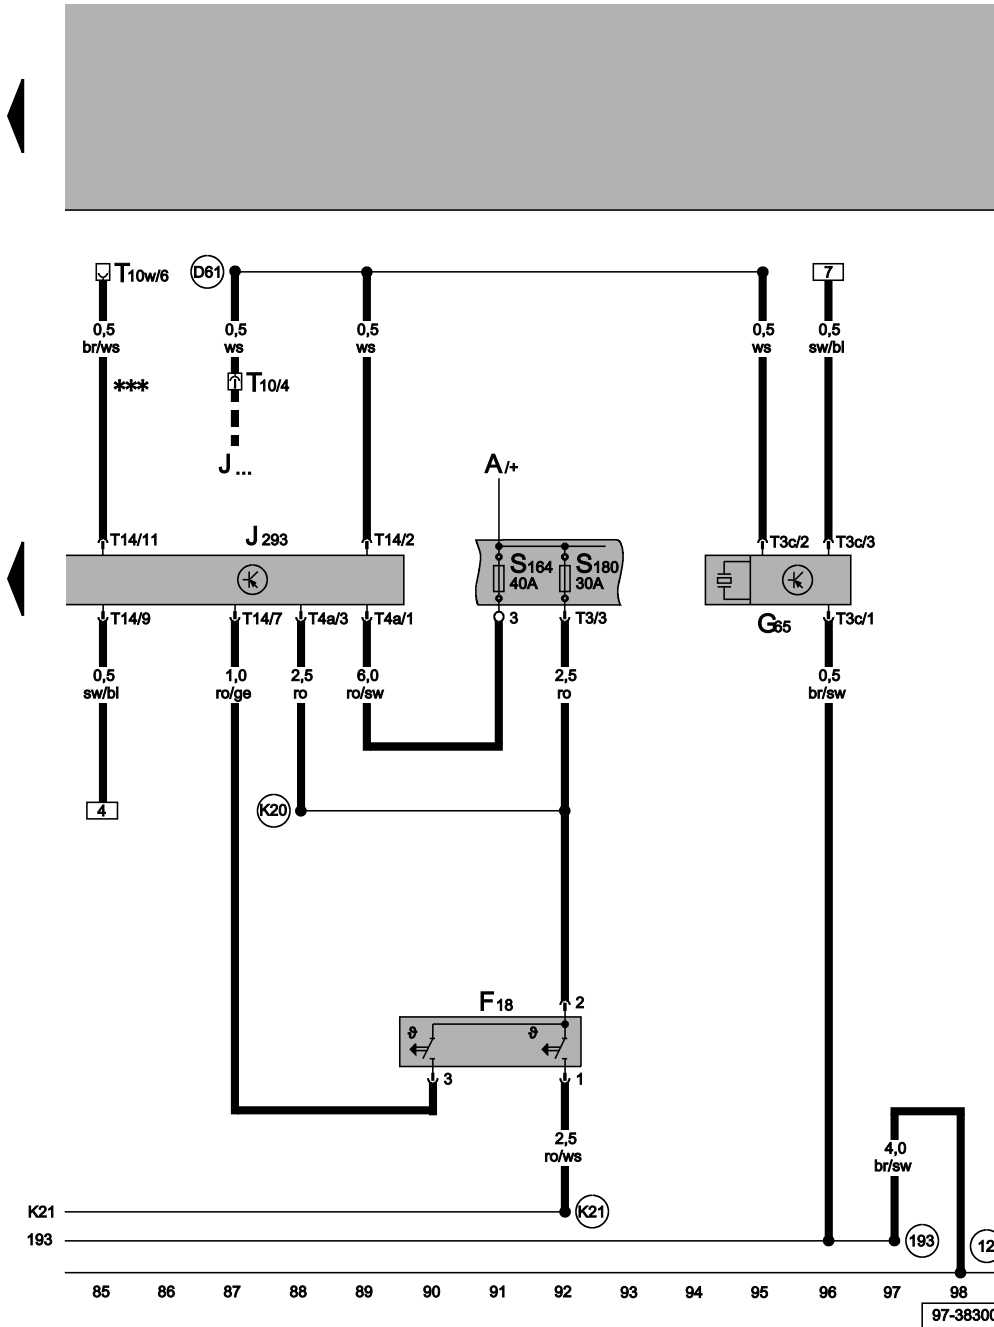 T10w/6 D61 7
0,5 0,5 0,5 0,5 0,5
br/ws ws ws ws sw/bl
*** T10/4
J... A/+
T14/11 J293 T14/2 T3c/2 T3c/3
S164 S180
40A 30A
T14/9 T14/7 T4a/3 T4a/1 3 T3/3 G65 T3c/1
0,5 1,0 2,5 6,0 2,5 0,5
sw/bl ro/ge ro ro/sw ro br/sw
4 K20
F18 2
ϑ ϑ
3 1
2,5 4,0
ro/ws br/sw
K21 K21
193 193 12
85 86 87 88 89 90 91 92 93 94 95 96 97 98
97-38300